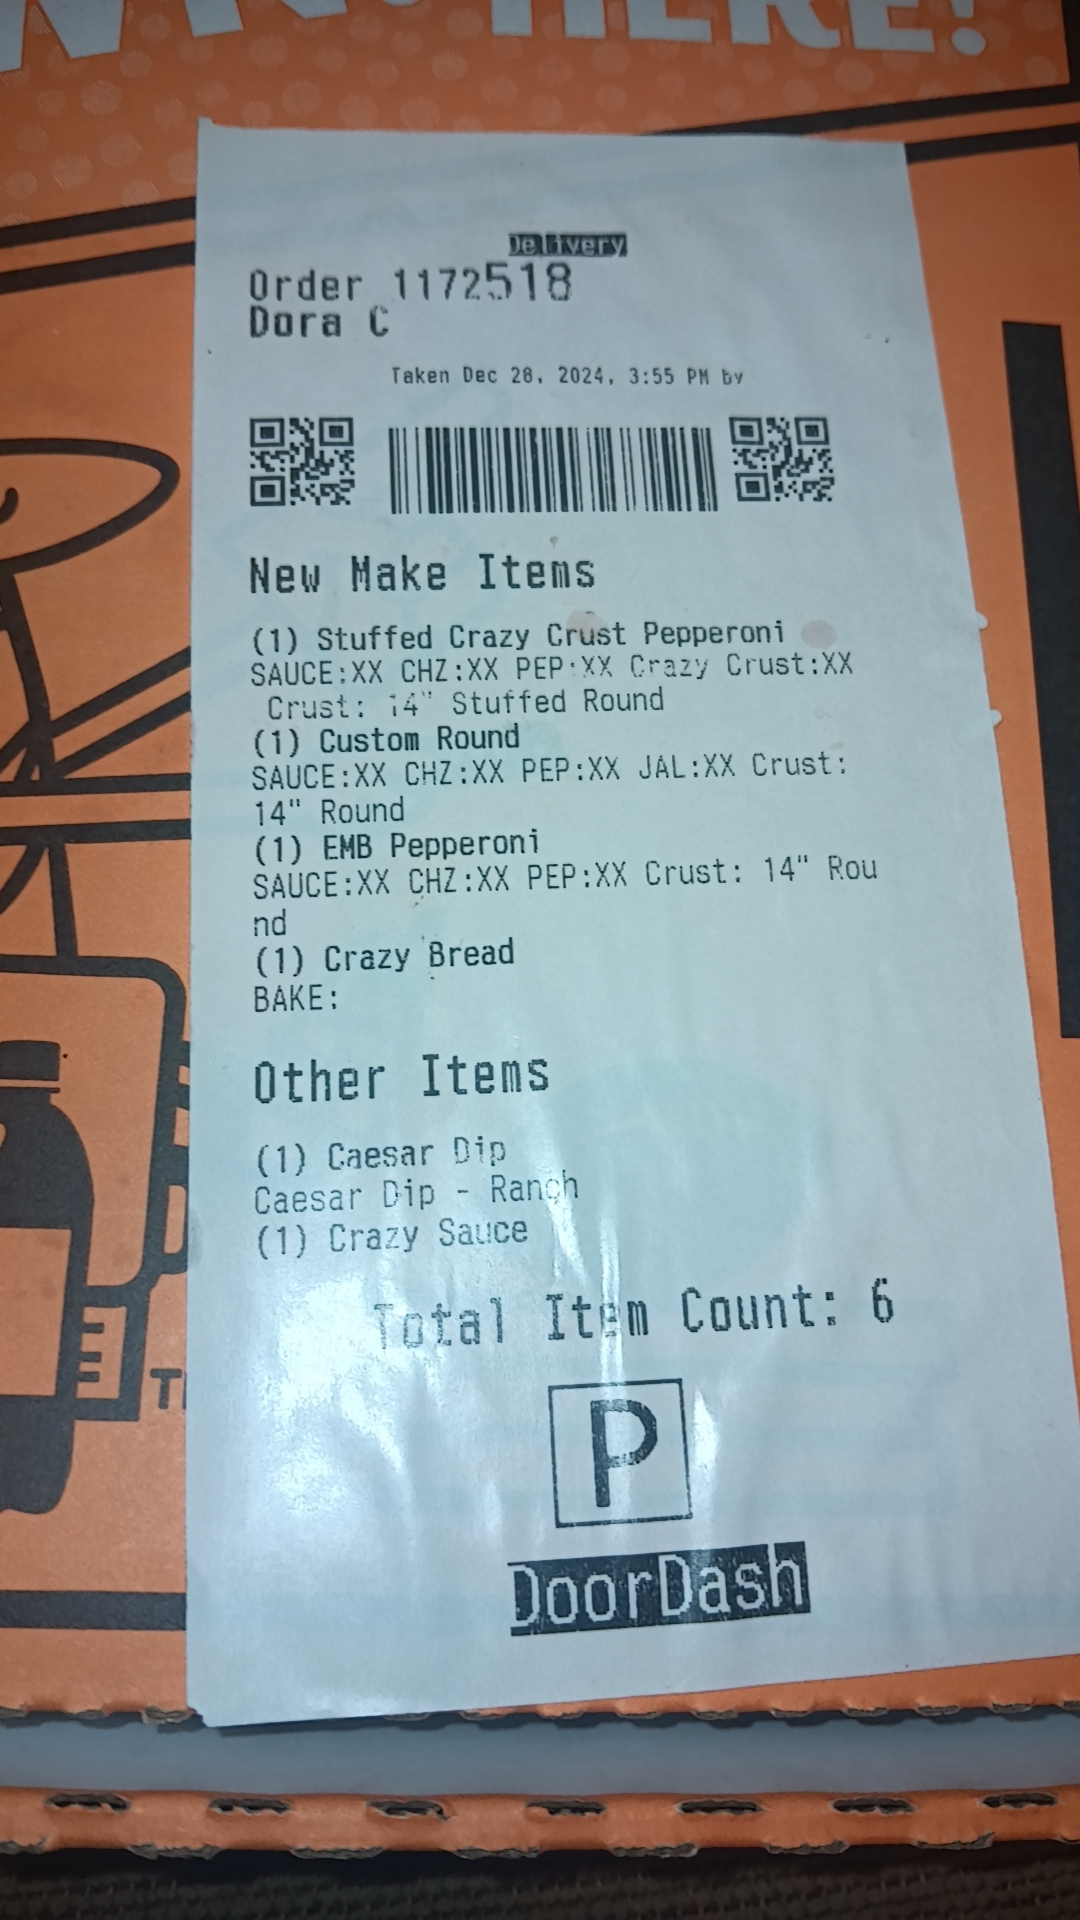 HERE!
Delivery
Order 1172518
Dora C
Taken Dec 28, 2024, 3:55 PM by
New Make Items
(1) Stuffed Crazy Crust Pepperoni
SAUCE:XX CHZ:XX PEP:XX Crazy Crust:XX
Crust: 14" Stuffed Round
(1) Custom Round
SAUCE:XX CHZ:XX PEP:XX JAL:XX Crust:
14" Round
(1) EMB Pepperoni
SAUCE:XX CHZ:XX PEP:XX Crust: 14" Rou
nd
(1) Crazy Bread
BAKE:
Other Items
(1) Caesar Dip
Caesar Dip - Ranch
(1) Crazy Sauce
Total Item Count: 6
P
DoorDash